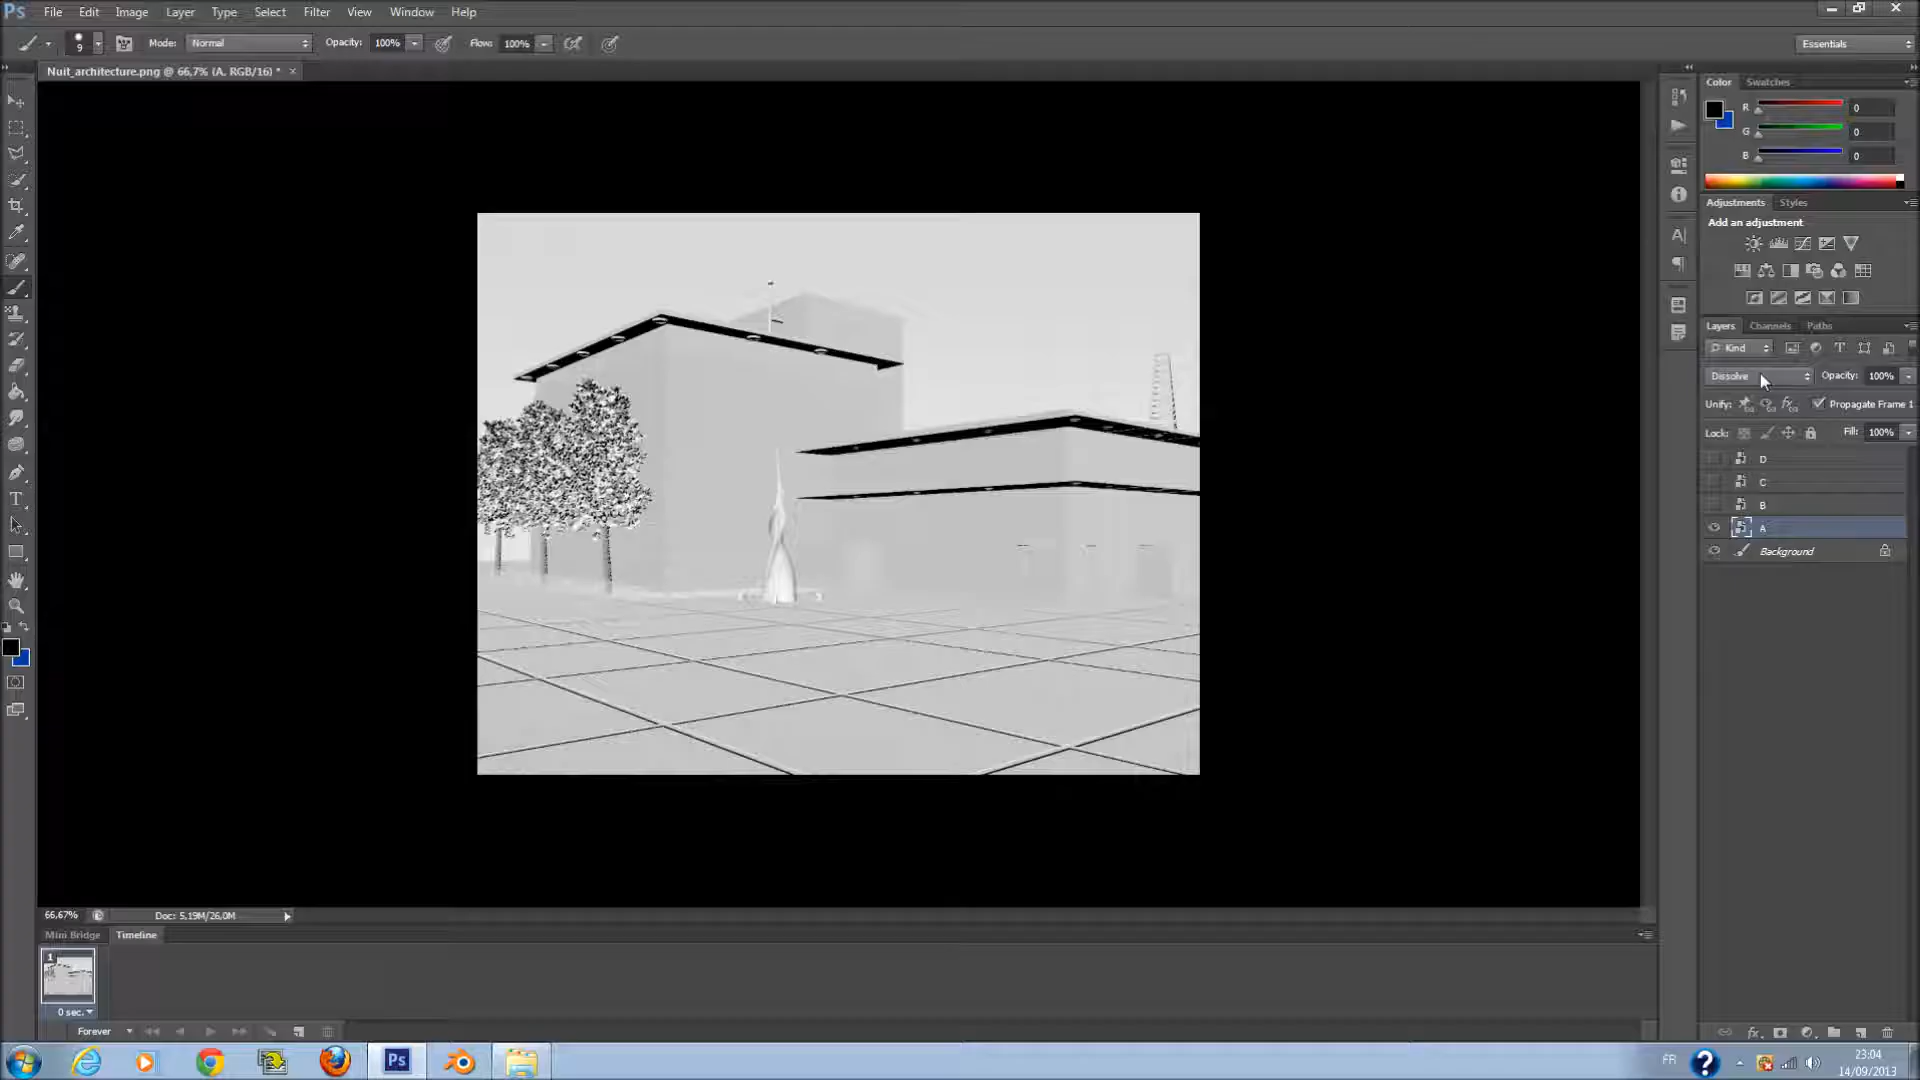 Ps File Edit Image Layer Type Select Filter View Window Help
9 Mode: Normal Opacity: 100% Flow: 100% Essentials
Nuit_architecture.png @ 66,7% (A, RGB/16) * ×
Color Swatches
R 0
G 0
B 0
Adjustments Styles
Add an adjustment
Layers Channels Paths
Kind
Dissolve Opacity: 100%
Unify: Propagate Frame 1
Lock: Fill: 100%
D
C
B
A
Background
66,67% Doc: 5,19M/26,0M
Mini Bridge Timeline
1
0 sec.
Forever
Ps FR 23:04
14/09/2013